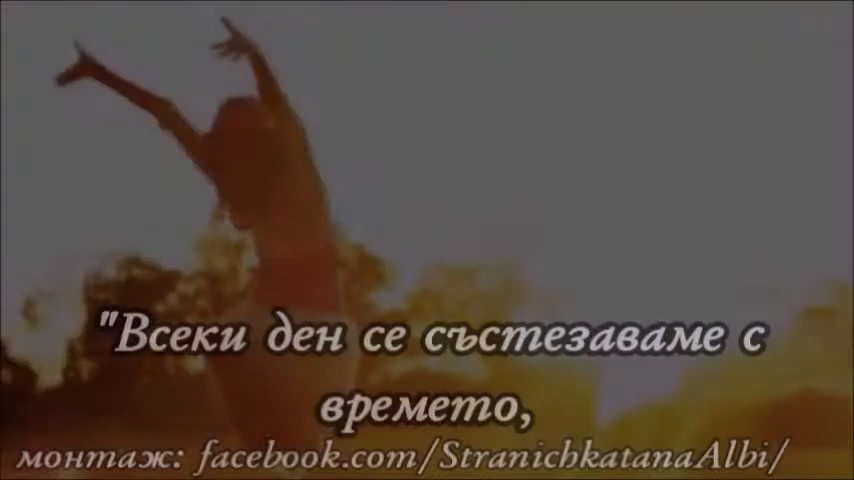 "Всеки ден се състезаваме с
времето,
монтаж: facebook.com/StranichkatanaAlbi/